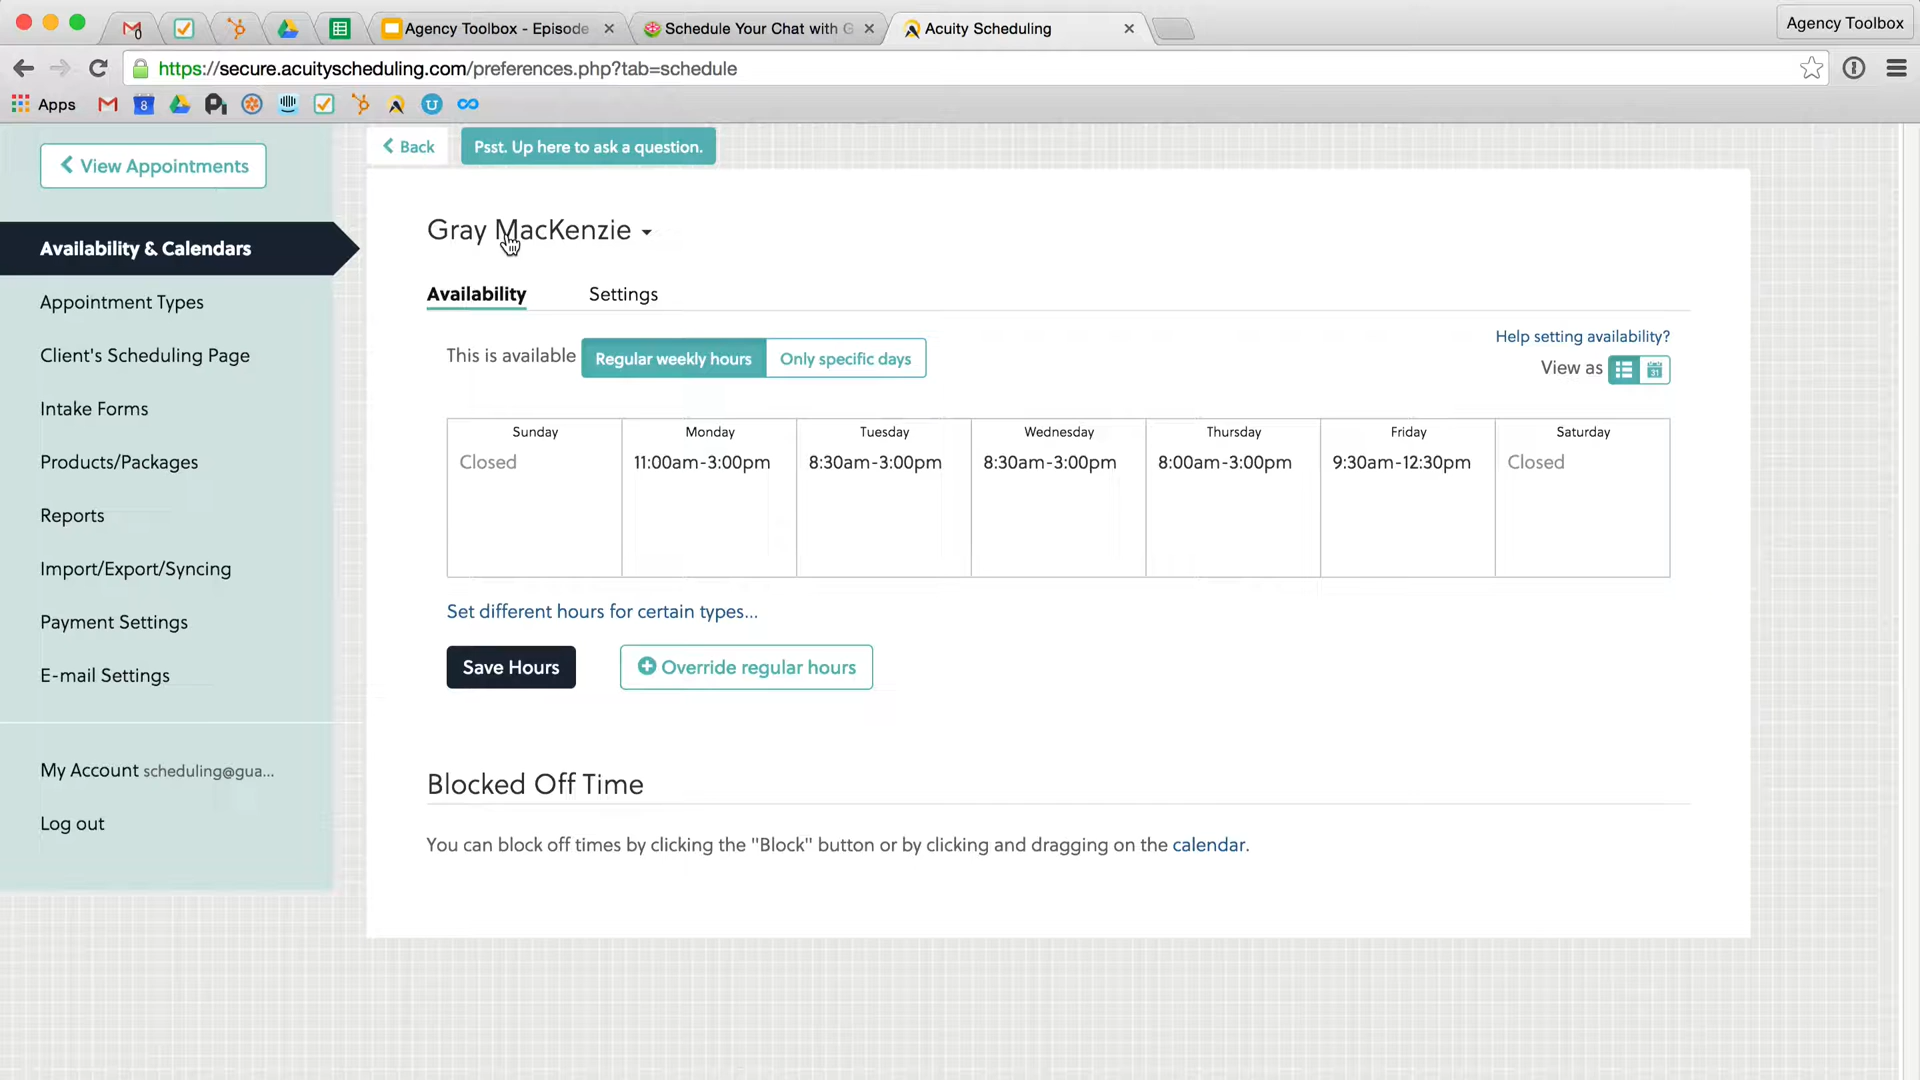 Agency Toolbox - Episode
Schedule Your Chat with G
Acuity Scheduling
Agency Toolbox
https://secure.acuityscheduling.com/preferences.php?tab=schedule
Apps
8
View Appointments
Back
Psst. Up here to ask a question.
Availability & Calendars
Appointment Types
Client's Scheduling Page
Intake Forms
Products/Packages
Reports
Import/Export/Syncing
Payment Settings
E-mail Settings
My Account scheduling@gua...
Log out
Gray MacKenzie
Availability Settings
This is available Regular weekly hours Only specific days
Help setting availability?
View as 31
Sunday Monday Tuesday Wednesday Thursday Friday Saturday
Closed 11:00am-3:00pm 8:30am-3:00pm 8:30am-3:00pm 8:00am-3:00pm 9:30am-12:30pm Closed
Set different hours for certain types...
Save Hours Override regular hours
Blocked Off Time
You can block off times by clicking the "Block" button or by clicking and dragging on the calendar.